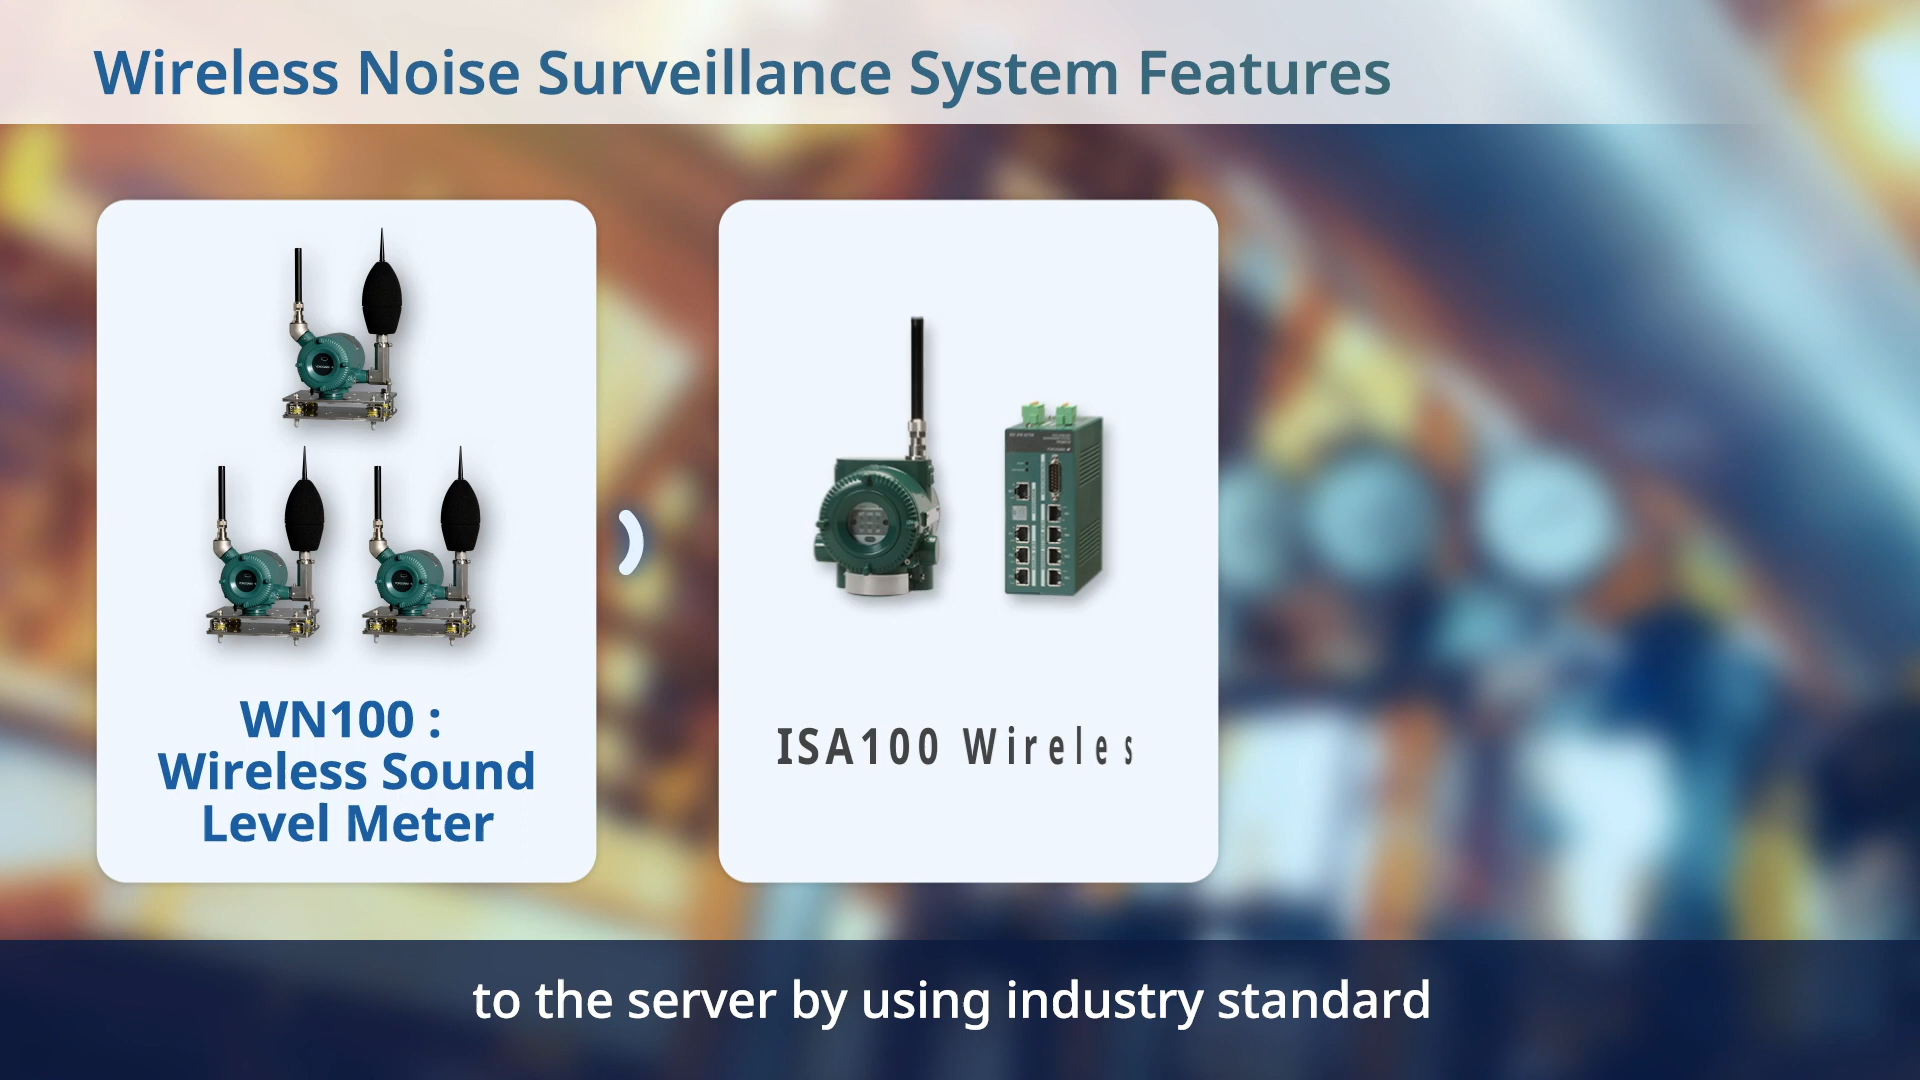 Wireless Noise Surveillance System Features
WN100 :
Wireless Sound
Level Meter
ISA100 Wireles
to the server by using industry standard